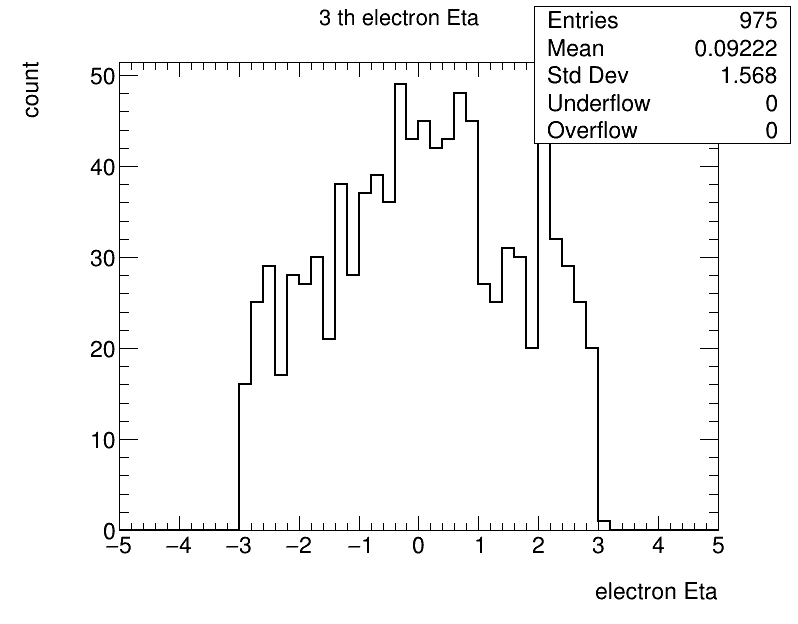 3 th electron Eta
Entries 975
Mean 0.09222
Std Dev 1.568
Underflow 0
Overflow 0
count
50
40
30
20
10
0
−5 −4 −3 −2 −1 0 1 2 3 4 5
electron Eta